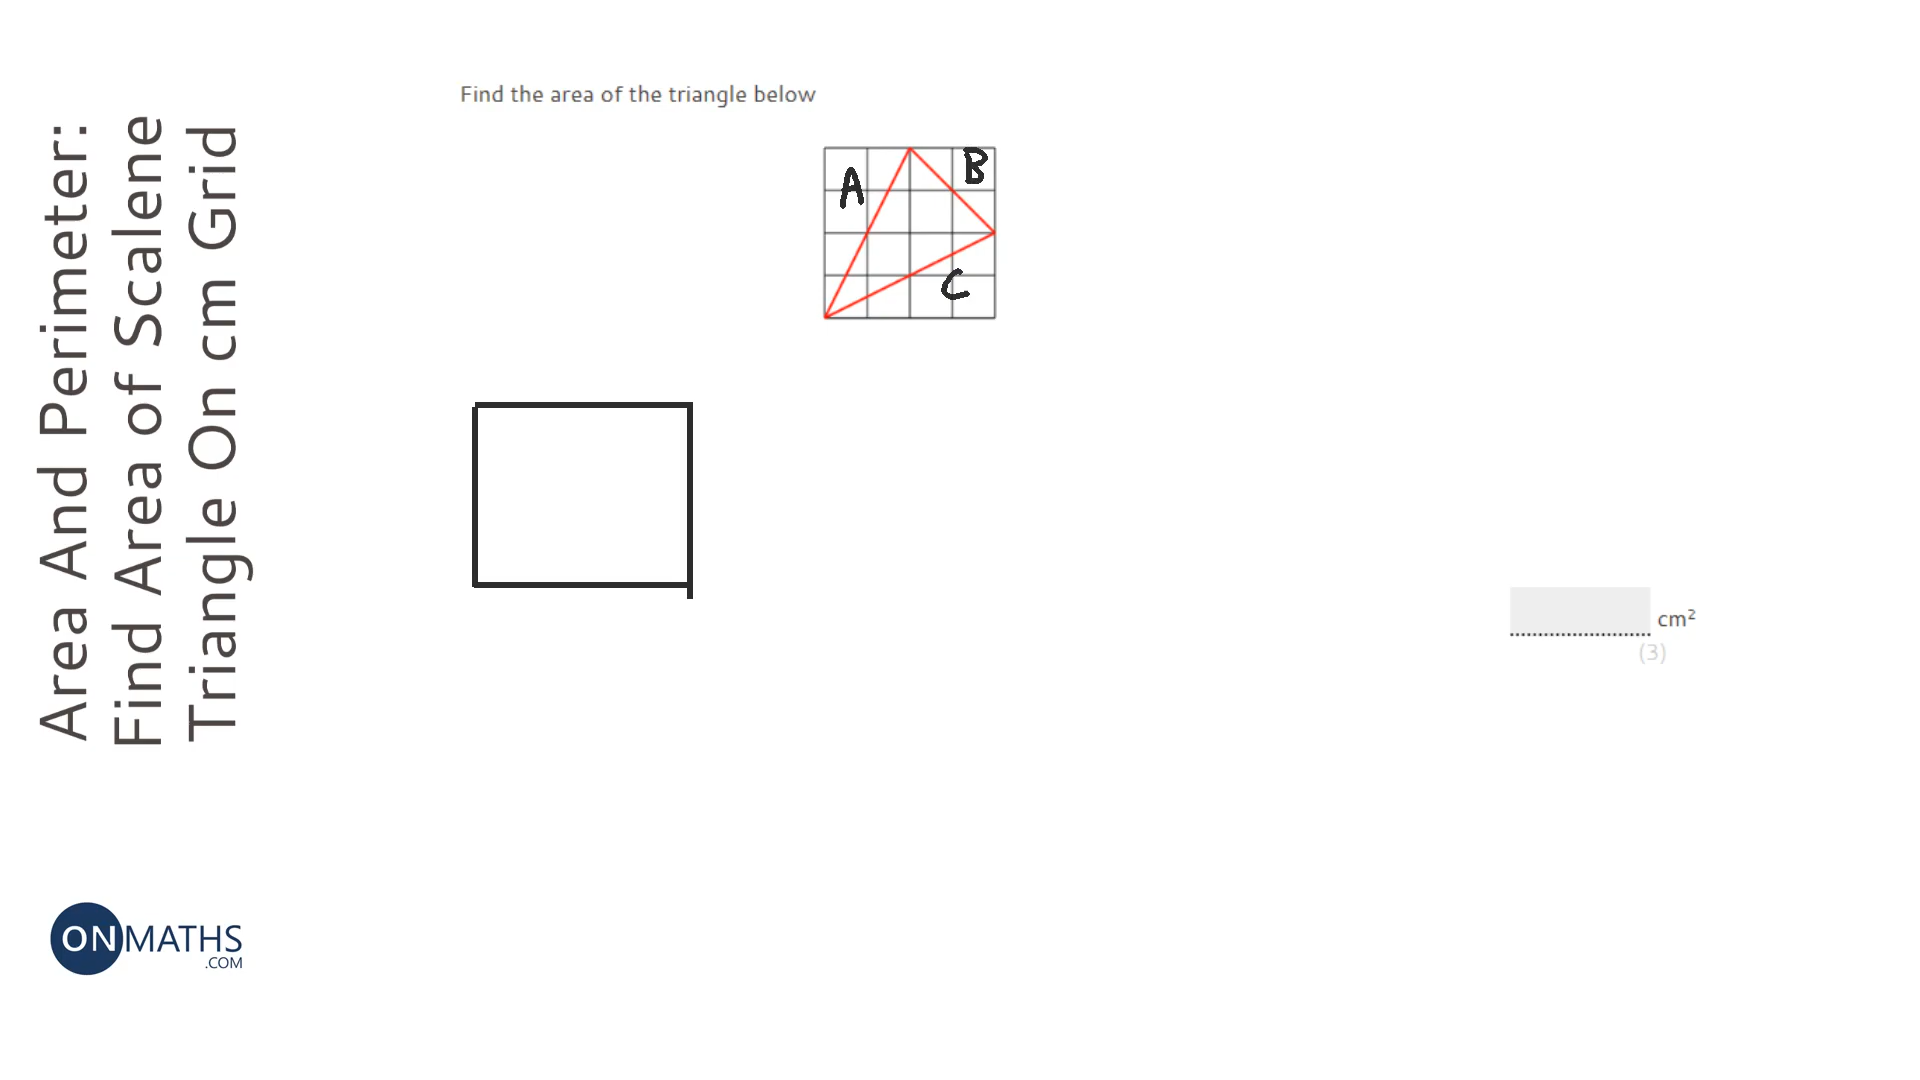 Area And Perimeter:
Find Area of Scalene
Triangle On cm Grid
Find the area of the triangle below
A
B
C
cm²
(3)
ONMATHS
.COM